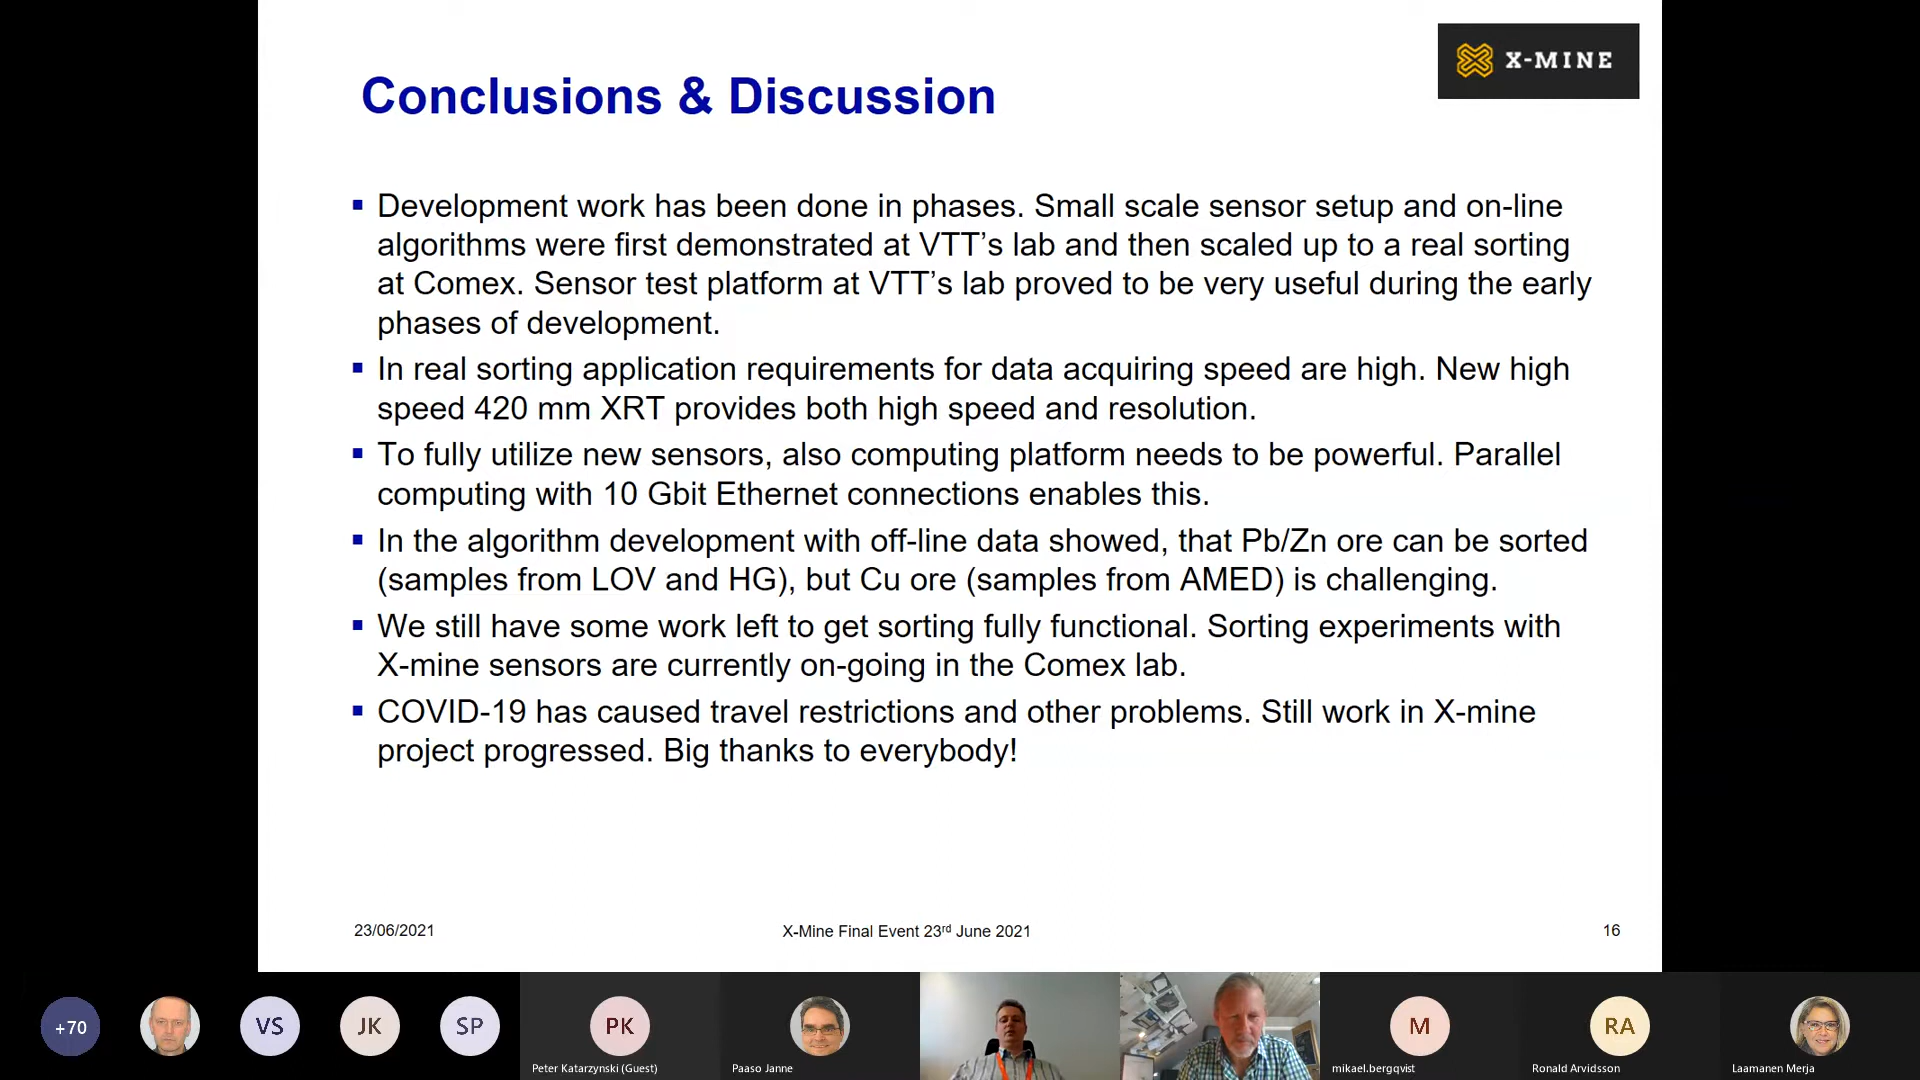 X-MINE
Conclusions & Discussion
▪ Development work has been done in phases. Small scale sensor setup and on-line
algorithms were first demonstrated at VTT’s lab and then scaled up to a real sorting
at Comex. Sensor test platform at VTT’s lab proved to be very useful during the early
phases of development.
▪ In real sorting application requirements for data acquiring speed are high. New high
speed 420 mm XRT provides both high speed and resolution.
▪ To fully utilize new sensors, also computing platform needs to be powerful. Parallel
computing with 10 Gbit Ethernet connections enables this.
▪ In the algorithm development with off-line data showed, that Pb/Zn ore can be sorted
(samples from LOV and HG), but Cu ore (samples from AMED) is challenging.
▪ We still have some work left to get sorting fully functional. Sorting experiments with
X-mine sensors are currently on-going in the Comex lab.
▪ COVID-19 has caused travel restrictions and other problems. Still work in X-mine
project progressed. Big thanks to everybody!
23/06/2021
X-Mine Final Event 23rd June 2021
16
+70
VS
JK
SP
PK
M
RA
Peter Katarzynski (Guest)
Paaso Janne
mikael.bergqvist
Ronald Arvidsson
Laamanen Merja